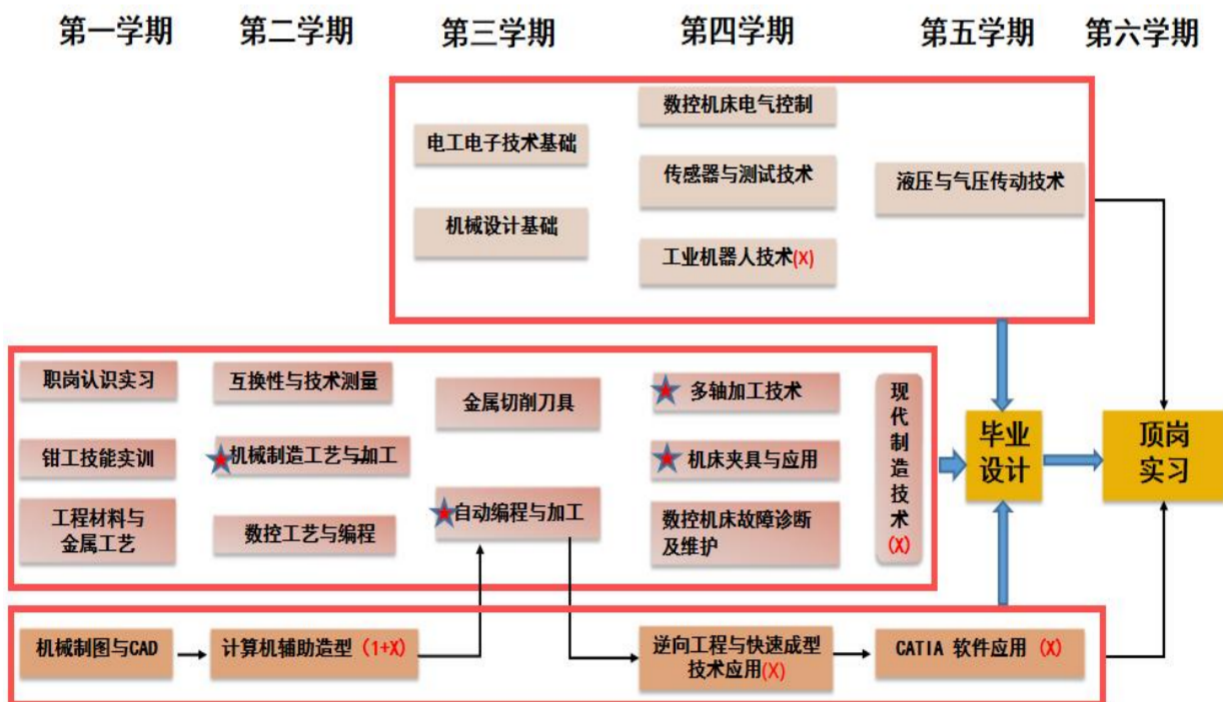 第一学期 第二学期 第三学期 第四学期 第五学期 第六学期
数控机床电气控制
电工电子技术基础
传感器与测试技术
液压与气压传动技术
机械设计基础
工业机器人技术(X)
职岗认识实习
互换性与技术测量
金属切削刀具
多轴加工技术
现代制造技术(X)
钳工技能实训
机械制造工艺与加工
机床夹具与应用
毕业
设计
顶岗
实习
工程材料与
金属工艺
数控工艺与编程
自动编程与加工
数控机床故障诊断
及维护
机械制图与CAD
计算机辅助造型(1+X)
逆向工程与快速成型
技术应用(X)
CATIA 软件应用 (X)